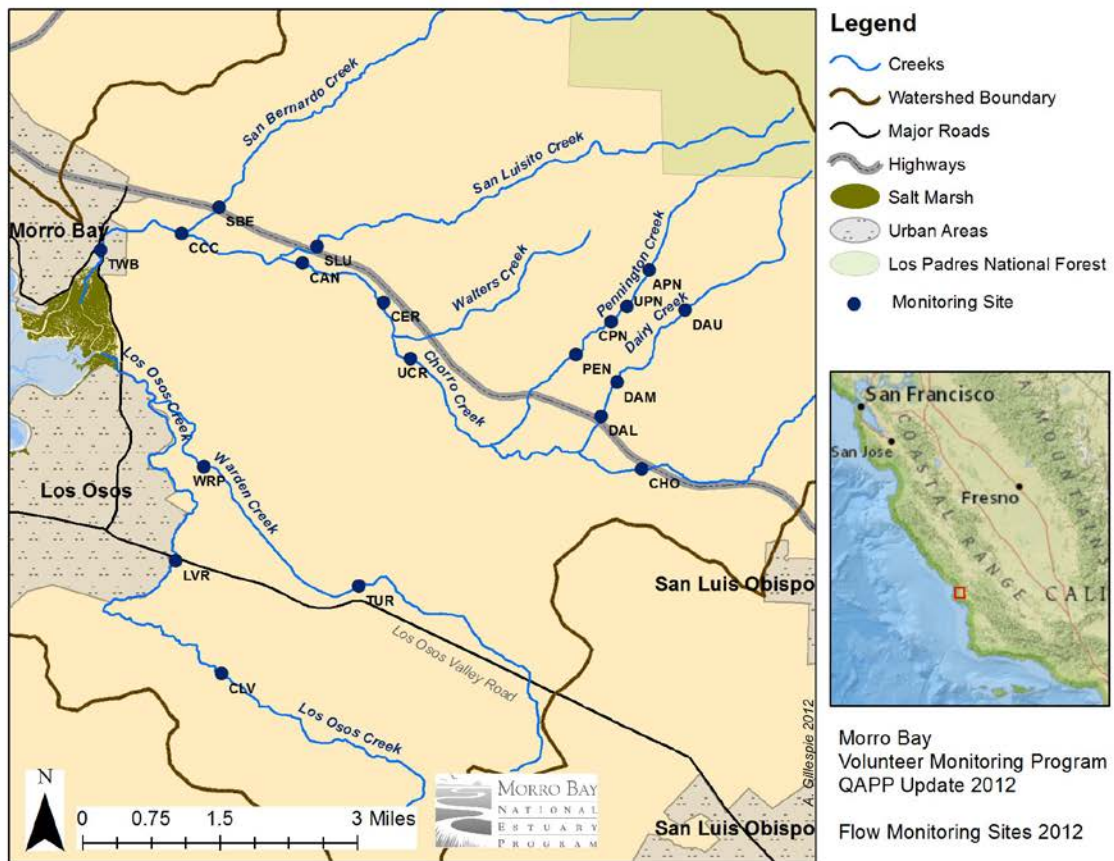 San Bernardo Creek
San Luisito Creek
Morro Bay
SBE
CCC
TWB
SLU
CAN
Walters Creek
Pennington Creek
APN
UPN
CPN
Dairy Creek
DAU
CER
UCR
Chorro Creek
PEN
DAM
DAL
CHO
Los Osos Creek
WRP
Warden Creek
Los Osos
LVR
TUR
San Luis Obispo
Los Osos Valley Road
CLV
Los Osos Creek
A. Gillespie 2012
N
0 0.75 1.5 3 Miles
MORRO BAY
NATIONAL
ESTUARY
PROGRAM
San Luis Obispo
Legend
Creeks
Watershed Boundary
Major Roads
Highways
Salt Marsh
Urban Areas
Los Padres National Forest
Monitoring Site
San Francisco
San Jose
Fresno
COASTAL RANGE
MOUNTAINS
CALI
Morro Bay
Volunteer Monitoring Program
QAPP Update 2012
Flow Monitoring Sites 2012